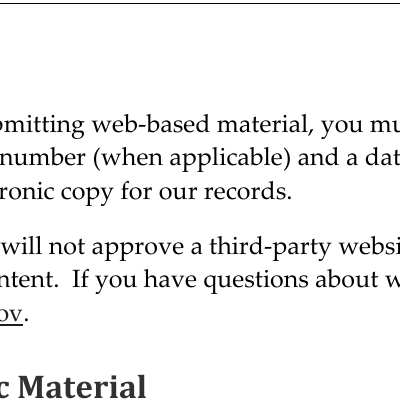 bmitting web-based material, you mu
number (when applicable) and a dat
ronic copy for our records.
will not approve a third-party websi
ntent.  If you have questions about w
ov.
c Material